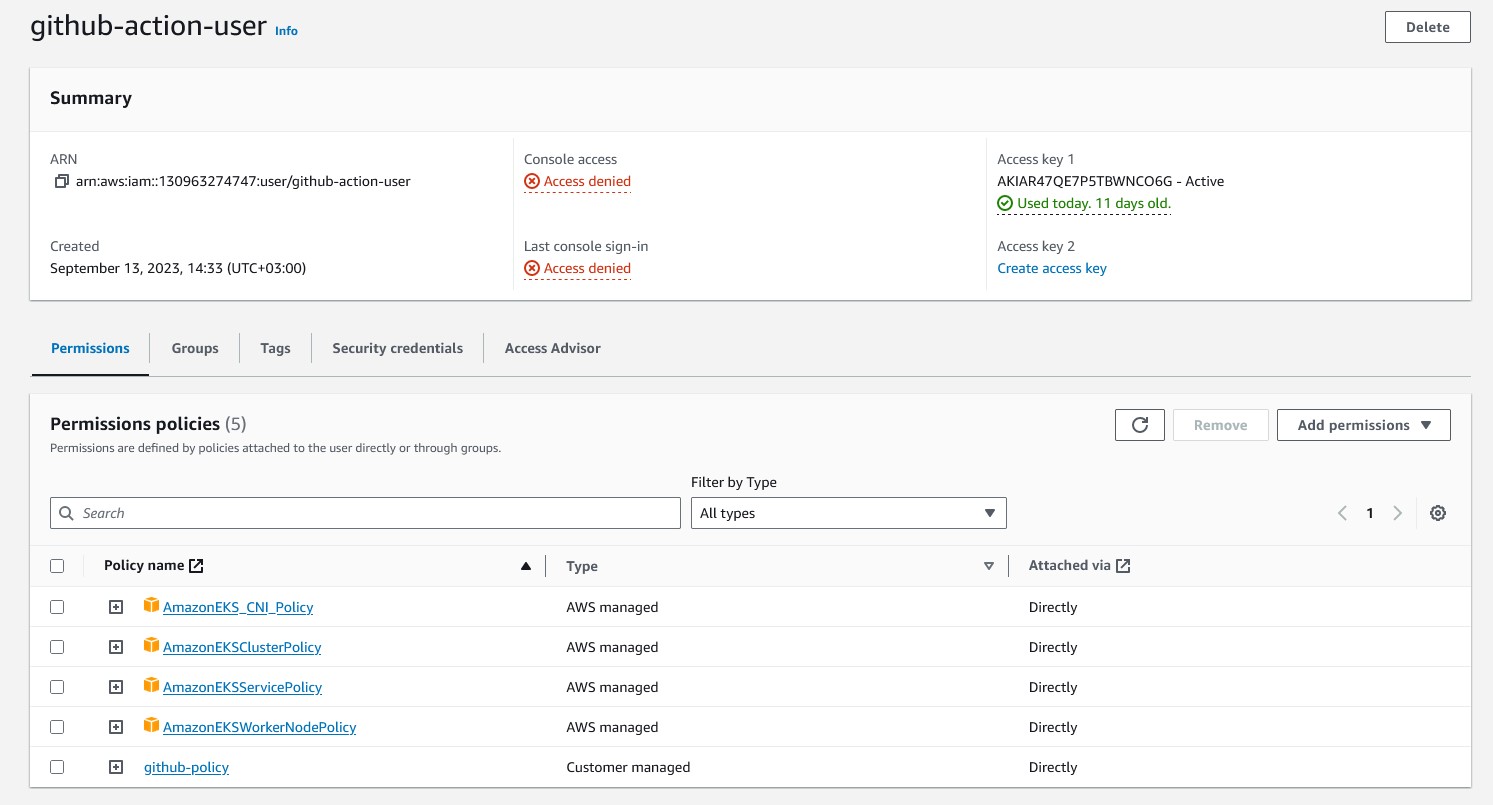 github-action-user Info
Delete
Summary
ARN
arn:aws:iam::130963274747:user/github-action-user
Console access
Access denied
Access key 1
AKIAR47QE7P5TBWNCO6G - Active
Used today. 11 days old.
Created
September 13, 2023, 14:33 (UTC+03:00)
Last console sign-in
Access denied
Access key 2
Create access key
Permissions
Groups
Tags
Security credentials
Access Advisor
Permissions policies (5)
Permissions are defined by policies attached to the user directly or through groups.
Remove
Add permissions
Filter by Type
Search
All types
1
Policy name
Type
Attached via
AmazonEKS_CNI_Policy
AWS managed
Directly
AmazonEKSClusterPolicy
AWS managed
Directly
AmazonEKSServicePolicy
AWS managed
Directly
AmazonEKSWorkerNodePolicy
AWS managed
Directly
github-policy
Customer managed
Directly